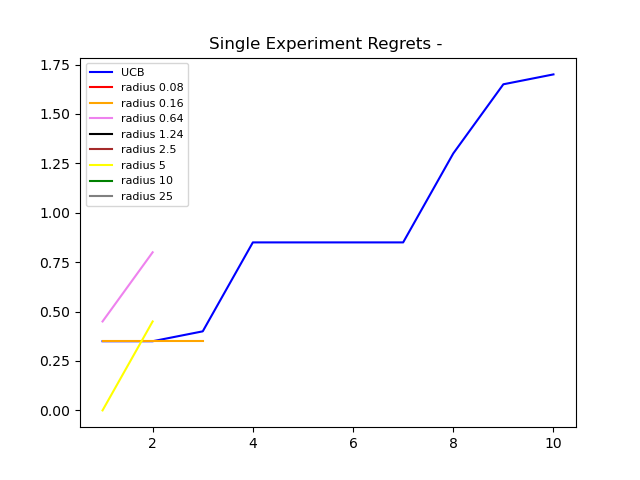 Single Experiment Regrets -
1.75
1.50
1.25
1.00
0.75
0.50
0.25
0.00
UCB
radius 0.08
radius 0.16
radius 0.64
radius 1.24
radius 2.5
radius 5
radius 10
radius 25
2 4 6 8 10